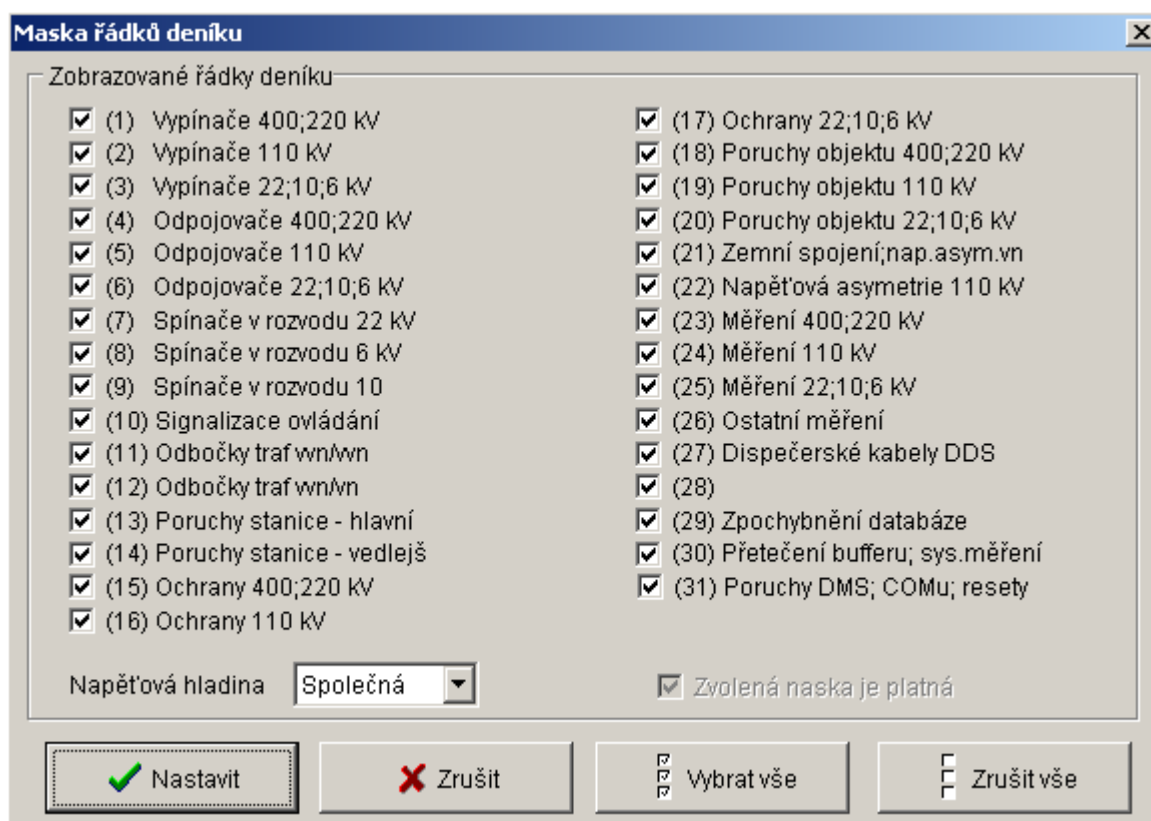 Maska řádků deníku
Zobrazované řádky deníku
(1) Vypínače 400;220 kV
(2) Vypínače 110 kV
(3) Vypínače 22;10;6 kV
(4) Odpojovače 400;220 kV
(5) Odpojovače 110 kV
(6) Odpojovače 22;10;6 kV
(7) Spínače v rozvodu 22 kV
(8) Spínače v rozvodu 6 kV
(9) Spínače v rozvodu 10
(10) Signalizace ovládání
(11) Odbočky traf vvn/vvn
(12) Odbočky traf vvn/vn
(13) Poruchy stanice - hlavní
(14) Poruchy stanice - vedlejš
(15) Ochrany 400;220 kV
(16) Ochrany 110 kV
(17) Ochrany 22;10;6 kV
(18) Poruchy objektu 400;220 kV
(19) Poruchy objektu 110 kV
(20) Poruchy objektu 22;10;6 kV
(21) Zemní spojení;nap.asym.vn
(22) Napěťová asymetrie 110 kV
(23) Měření 400;220 kV
(24) Měření 110 kV
(25) Měření 22;10;6 kV
(26) Ostatní měření
(27) Dispečerské kabely DDS
(28)
(29) Zpochybnění databáze
(30) Přetečení bufferu; sys.měření
(31) Poruchy DMS; COMu; resety
Napěťová hladina Společná
Zvolená naska je platná
Nastavit
Zrušit
Vybrat vše
Zrušit vše